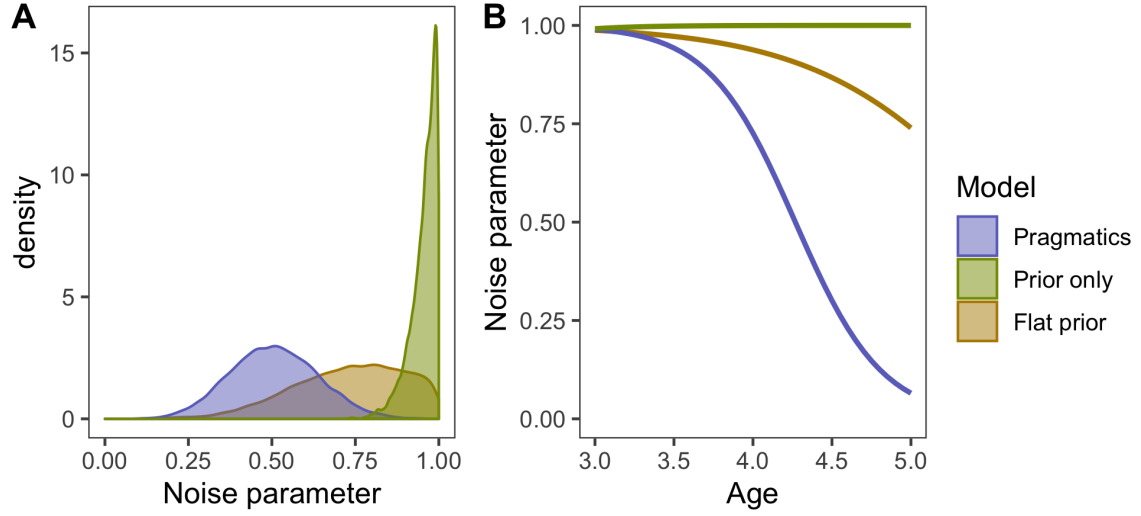 A
density
15
10
5
0
0.00 0.25 0.50 0.75 1.00
Noise parameter
B
Noise parameter
1.00
0.75
0.50
0.25
0.00
3.0 3.5 4.0 4.5 5.0
Age
Model
Pragmatics
Prior only
Flat prior